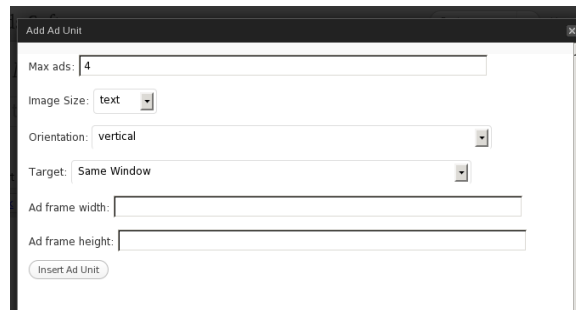 Add Ad Unit
Max ads: 4
Image Size: text
Orientation: vertical
Target: Same Window
Ad frame width:
Ad frame height:
Insert Ad Unit